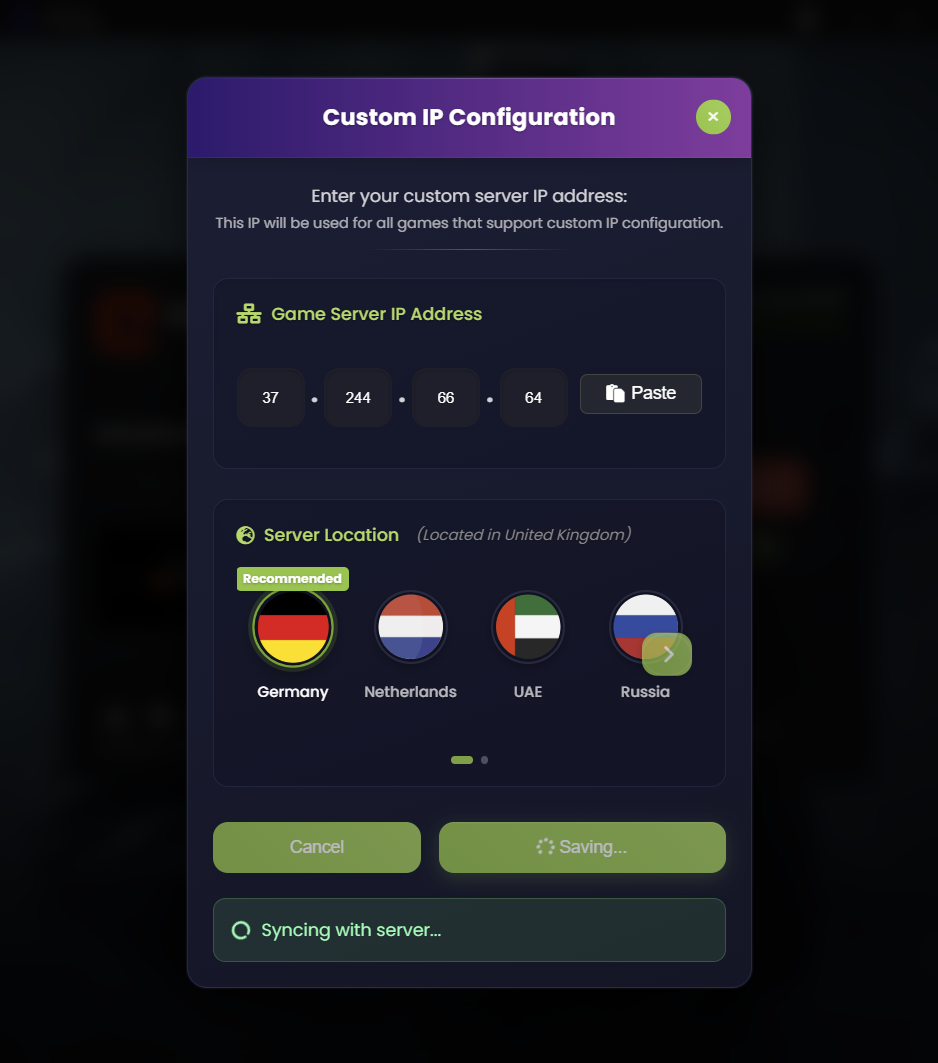 Custom IP Configuration
Enter your custom server IP address:
This IP will be used for all games that support custom IP configuration.
Game Server IP Address
37 . 244 . 66 . 64 Paste
Server Location (Located in United Kingdom)
Recommended
Germany Netherlands UAE Russia
Cancel Saving...
Syncing with server...